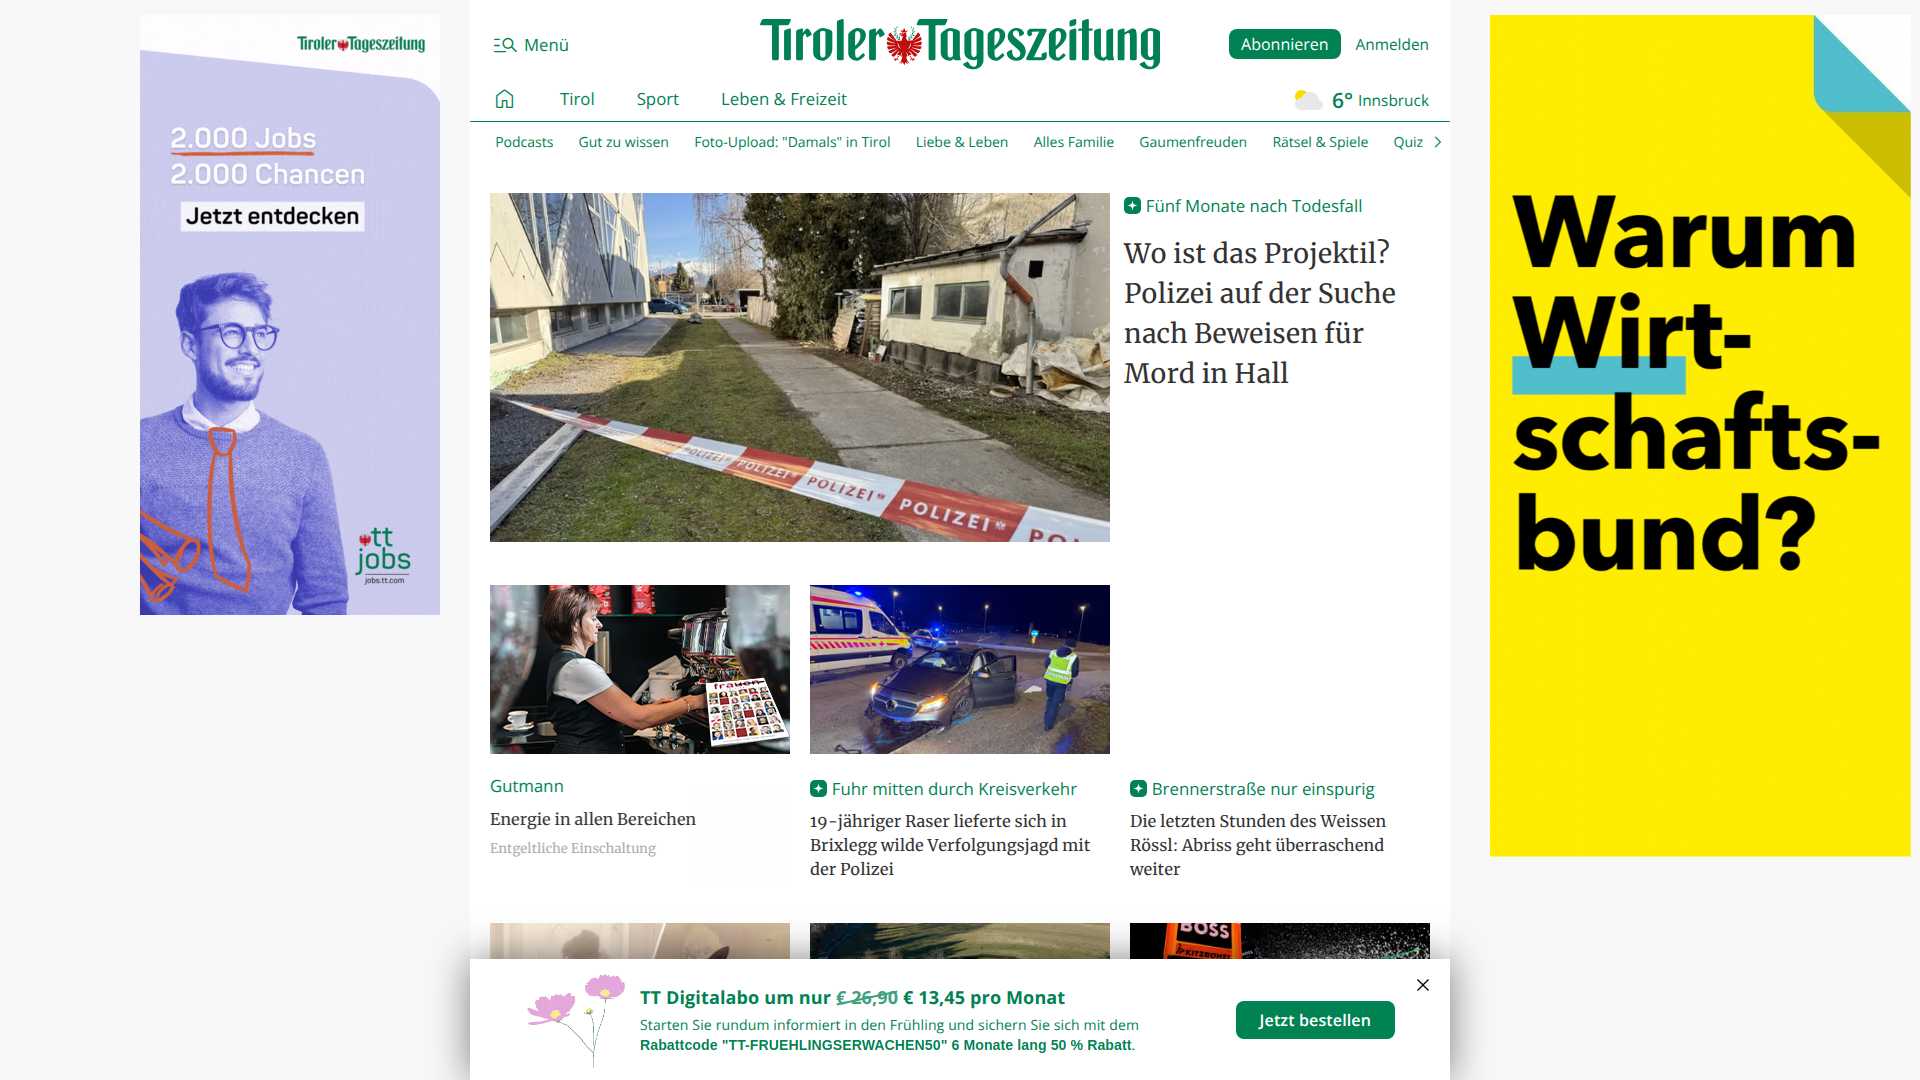 Tiroler Tageszeitung
2.000 Jobs
2.000 Chancen
Jetzt entdecken
tt
jobs
jobs.tt.com
Menü
Tiroler Tageszeitung
Abonnieren
Anmelden
Tirol
Sport
Leben & Freizeit
6° Innsbruck
Podcasts
Gut zu wissen
Foto-Upload: "Damals" in Tirol
Liebe & Leben
Alles Familie
Gaumenfreuden
Rätsel & Spiele
Quiz
POLIZEI
POLIZEI
POLIZEI
POLIZEI
PO
Fünf Monate nach Todesfall
Wo ist das Projektil?
Polizei auf der Suche
nach Beweisen für
Mord in Hall
frauen
Gutmann
Energie in allen Bereichen
Entgeltliche Einschaltung
Fuhr mitten durch Kreisverkehr
19-jähriger Raser lieferte sich in
Brixlegg wilde Verfolgungsjagd mit
der Polizei
Brennerstraße nur einspurig
Die letzten Stunden des Weissen
Rössl: Abriss geht überraschend
weiter
BOSS
TT Digitalabo um nur € 26,90 € 13,45 pro Monat
Starten Sie rundum informiert in den Frühling und sichern Sie sich mit dem
Rabattcode "TT-FRUEHLINGSERWACHEN50" 6 Monate lang 50 % Rabatt.
Jetzt bestellen
Warum
Wirt-
schafts-
bund?